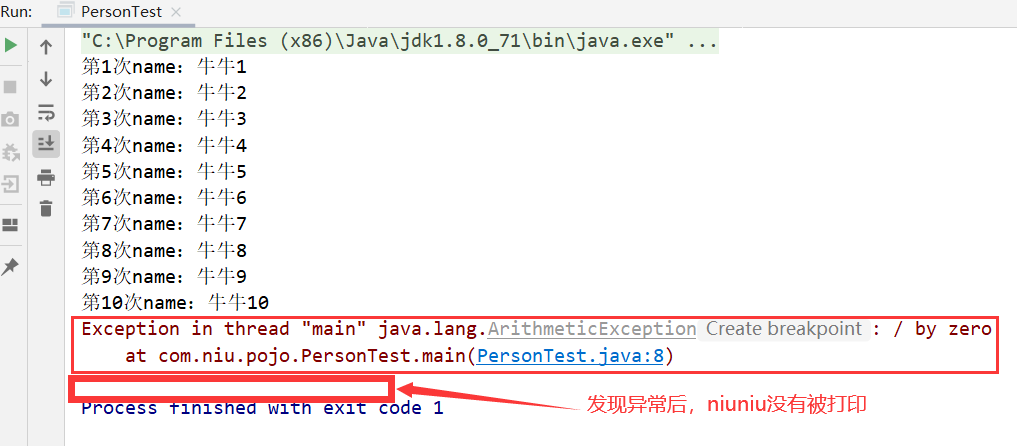 Run: PersonTest ×
"C:\Program Files (x86)\Java\jdk1.8.0_71\bin\java.exe" ...
第1次name：牛牛1
第2次name：牛牛2
第3次name：牛牛3
第4次name：牛牛4
第5次name：牛牛5
第6次name：牛牛6
第7次name：牛牛7
第8次name：牛牛8
第9次name：牛牛9
第10次name：牛牛10
Exception in thread "main" java.lang.ArithmeticException Create breakpoint : / by zero
at com.niu.pojo.PersonTest.main(PersonTest.java:8)
Process finished with exit code 1
发现异常后，niuniu没有被打印